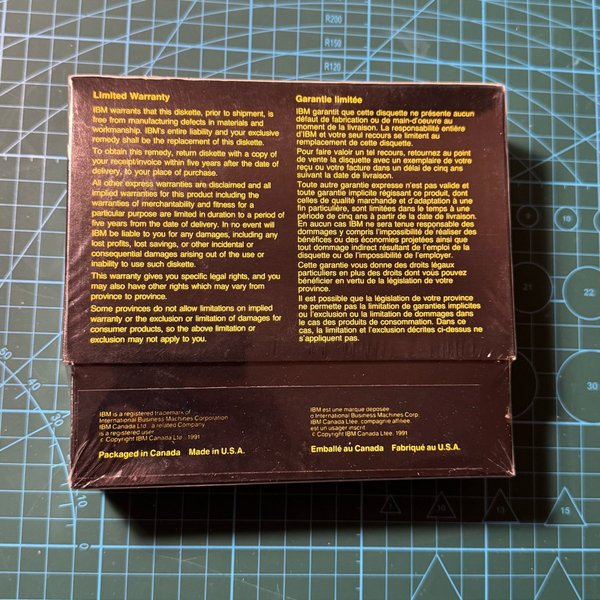 R200
R150
R120
Limited Warranty
IBM warrants that this diskette, prior to shipment, is
free from manufacturing defects in materials and
workmanship. IBM's entire liability and your exclusive
remedy shall be the replacement of this diskette.
To obtain this remedy, return diskette with a copy of
your receipt/invoice within five years after the date of
delivery, to your place of purchase.
All other express warranties are disclaimed and all
implied warranties for this product including the
warranties of merchantability and fitness for a
particular purpose are limited in duration to a period of
five years from the date of delivery. In no event will
IBM be liable to you for any damages, including any
lost profits, lost savings, or other incidental or
consequential damages arising out of the use or
inability to use such diskette.
This warranty gives you specific legal rights, and you
may also have other rights which may vary from
province to province.
Some provinces do not allow limitations on implied
warranty or the exclusion or limitation of damages for
consumer products, so the above limitation or
exclusion may not apply to you.
Garantie limitée
IBM garantit que cette disquette ne présente aucun
défaut de fabrication ou de main-d'oeuvre au
moment de la livraison. La responsabilité entière
d'IBM et votre seul recours se limitent au
remplacement de cette disquette.
Pour faire valoir un tel recours, retournez au point
de vente la disquette avec un exemplaire de votre
reçu ou votre facture dans un délai de cinq ans
suivant la date de livraison.
Toute autre garantie expresse n'est pas valide et
toute garantie implicite régissant ce produit, dont
celles de qualité marchande et d'adaptation à une
fin particulière, sont limitées dans le temps à une
période de cinq ans à partir de la date de livraison.
En aucun cas IBM ne sera tenue responsable des
dommages y compris l'impossibilité de réaliser des
bénéfices ou des économies projetées ainsi que
tout dommage indirect résultant de l'emploi de la
disquette ou de l'impossibilité de l'employer.
Cette garantie vous donne des droits légaux
particuliers en plus des droits dont vous pouvez
bénéficier en vertu de la législation de votre
province.
Il est possible que la législation de votre province
ne permette pas la limitation de garanties implicites
ou l'exclusion ou la limitation de dommages dans
le cas des produits de consommation. Dans ce
cas, la limitation et l'exclusion décrites ci-dessus ne
s'appliquent pas.
IBM is a registered trademark of
International Business Machines Corporation
IBM Canada Ltd., a related Company
is a registered user
© Copyright IBM Canada Ltd. 1991
Packaged in Canada Made in U.S.A.
IBM est une marque deposée
o International Business Machines Corp.
IBM Canada Ltee. compagnie affiliée
est un usager inscrit
© Copyright IBM Canada Ltee. 1991
Emballé au Canada Fabriqué au U.S.A.
18
21
22
30
10
13
15